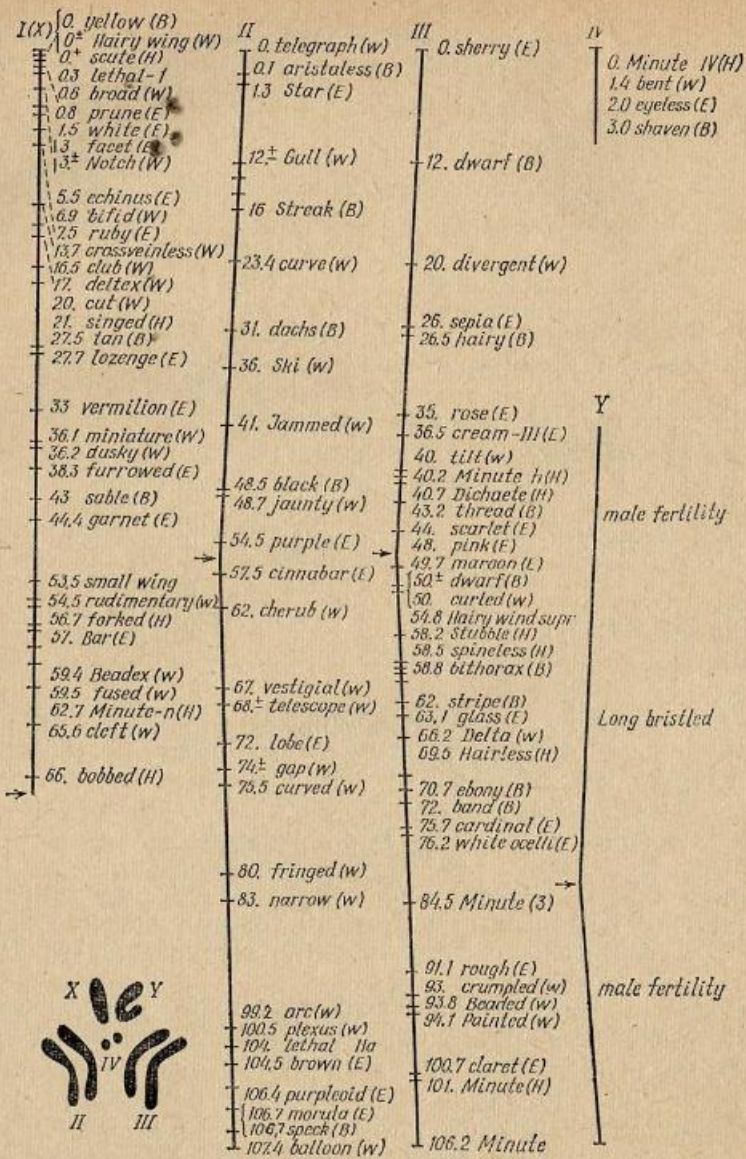 I(X)
0. yellow (B)
0± Hairy wing (W)
0.+ scute (H)
0.3 lethal-1
0.6 broad (W)
0.8 prune (E)
1.5 white (E)
3. facet (E)
3.± Notch (W)
5.5 echinus (E)
6.9 bifid (W)
7.5 ruby (E)
13.7 crossveinless (W)
16.5 club (W)
17. deltex (W)
20. cut (W)
21. singed (H)
27.5 tan (B)
27.7 lozenge (E)
33 vermilion (E)
36.1 miniature (W)
36.2 dusky (W)
38.3 furrowed (E)
43 sable (B)
44.4 garnet (E)
53,5 small wing
54,5 rudimentary (w)
56.7 forked (H)
57. Bar (E)
59.4 Beadex (w)
59.5 fused (w)
62.7 Minute-n (H)
65,6 cleft (w)
66. bobbed (H)
II
0. telegraph (w)
0.1 aristaless (B)
1.3 Star (E)
12.± Gull (w)
16 Streak (B)
23.4 curve (w)
31. dachs (B)
36. Ski (w)
41. Jammed (w)
48.5 black (B)
48.7 jaunty (w)
54.5 purple (E)
57.5 cinnabar (E)
62. cherub (w)
67. vestigial (w)
68.± telescope (w)
72. lobe (E)
74.± gap (w)
75.5 curved (w)
80. fringed (w)
83. narrow (w)
99.2 arc (w)
100.5 plexus (w)
104. lethal IIa
104,5 brown (E)
106.4 purpleoid (E)
106.7 morula (E)
106,7 speck (B)
107.4 balloon (w)
III
0. sherry (E)
12. dwarf (B)
20. divergent (w)
26. sepia (E)
26.5 hairy (B)
35. rose (E)
36.5 cream-III (E)
40. tilt (w)
40.2 Minute h (H)
40.7 Dichaete (H)
43.2 thread (B)
44. scarlet (E)
48. pink (E)
49.7 maroon (E)
50.± dwarf (B)
50. curled (w)
54.8 Hairy wind supr
58.2 Stubble (H)
58.5 spineless (H)
58.8 bithorax (B)
62. stripe (B)
63,1 glass (E)
66.2 Delta (w)
69.5 Hairless (H)
70.7 ebony (B)
72. band (B)
75.7 cardinal (E)
76.2 white ocelli (E)
84.5 Minute (3)
91.1 rough (E)
93. crumpled (w)
93.8 Beaded (w)
94.1 Painted (w)
100.7 claret (E)
101. Minute (H)
106.2 Minute
IV
0. Minute IV (H)
1.4 bent (w)
2.0 eyeless (E)
3.0 shaven (B)
Y
male fertility
Long bristled
male fertility
X Y
IV
II III